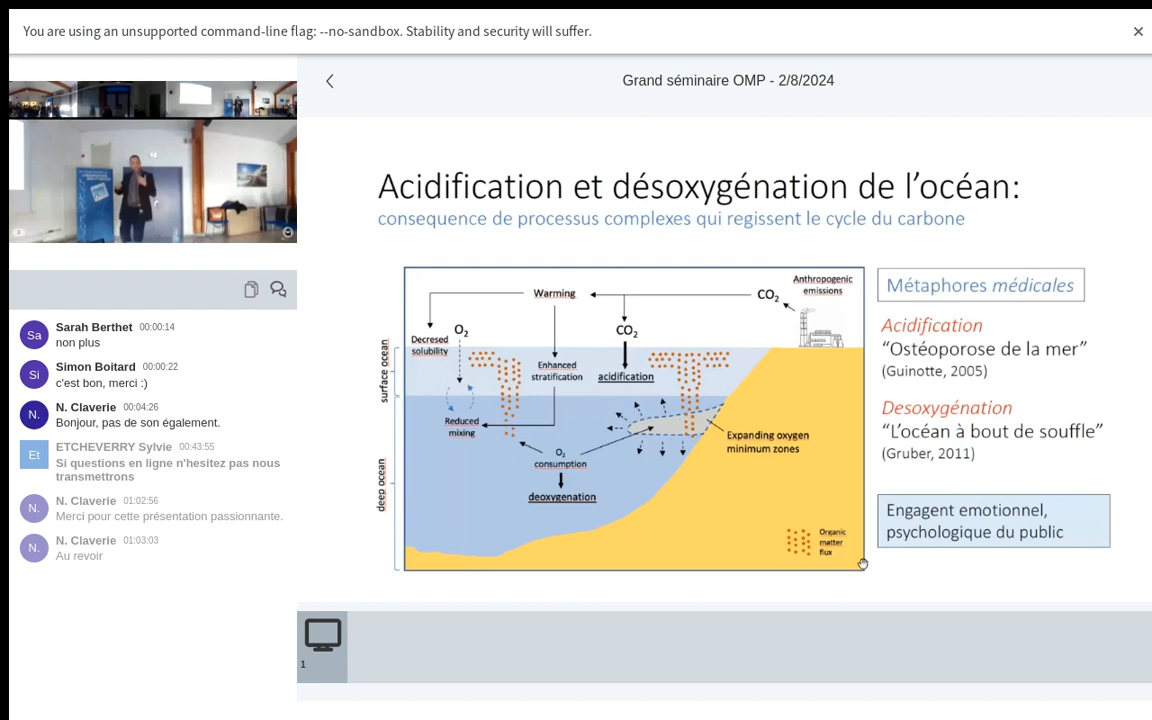 You are using an unsupported command-line flag: --no-sandbox. Stability and security will suffer.
Grand séminaire OMP - 2/8/2024
Sa
Sarah Berthet 00:00:14
non plus
Si
Simon Boitard 00:00:22
c'est bon, merci :)
N.
N. Claverie 00:04:26
Bonjour, pas de son également.
Et
ETCHEVERRY Sylvie 00:43:55
Si questions en ligne n'hesitez pas nous
transmettrons
N.
N. Claverie 01:02:56
Merci pour cette présentation passionnante.
N.
N. Claverie 01:03:03
Au revoir
Acidification et désoxygénation de l'océan:
consequence de processus complexes qui regissent le cycle du carbone
Anthropogenic
emissions
Warming
CO2
O2
CO2
Decresed
solubility
Enhanced
stratification
acidification
surface ocean
Reduced
mixing
Expanding oxygen
minimum zones
O2
consumption
deep ocean
deoxygenation
Organic
matter
flux
Métaphores médicales
Acidification
“Ostéoporose de la mer”
(Guinotte, 2005)
Desoxygénation
“L'océan à bout de souffle”
(Gruber, 2011)
Engagent emotionnel,
psychologique du public
1